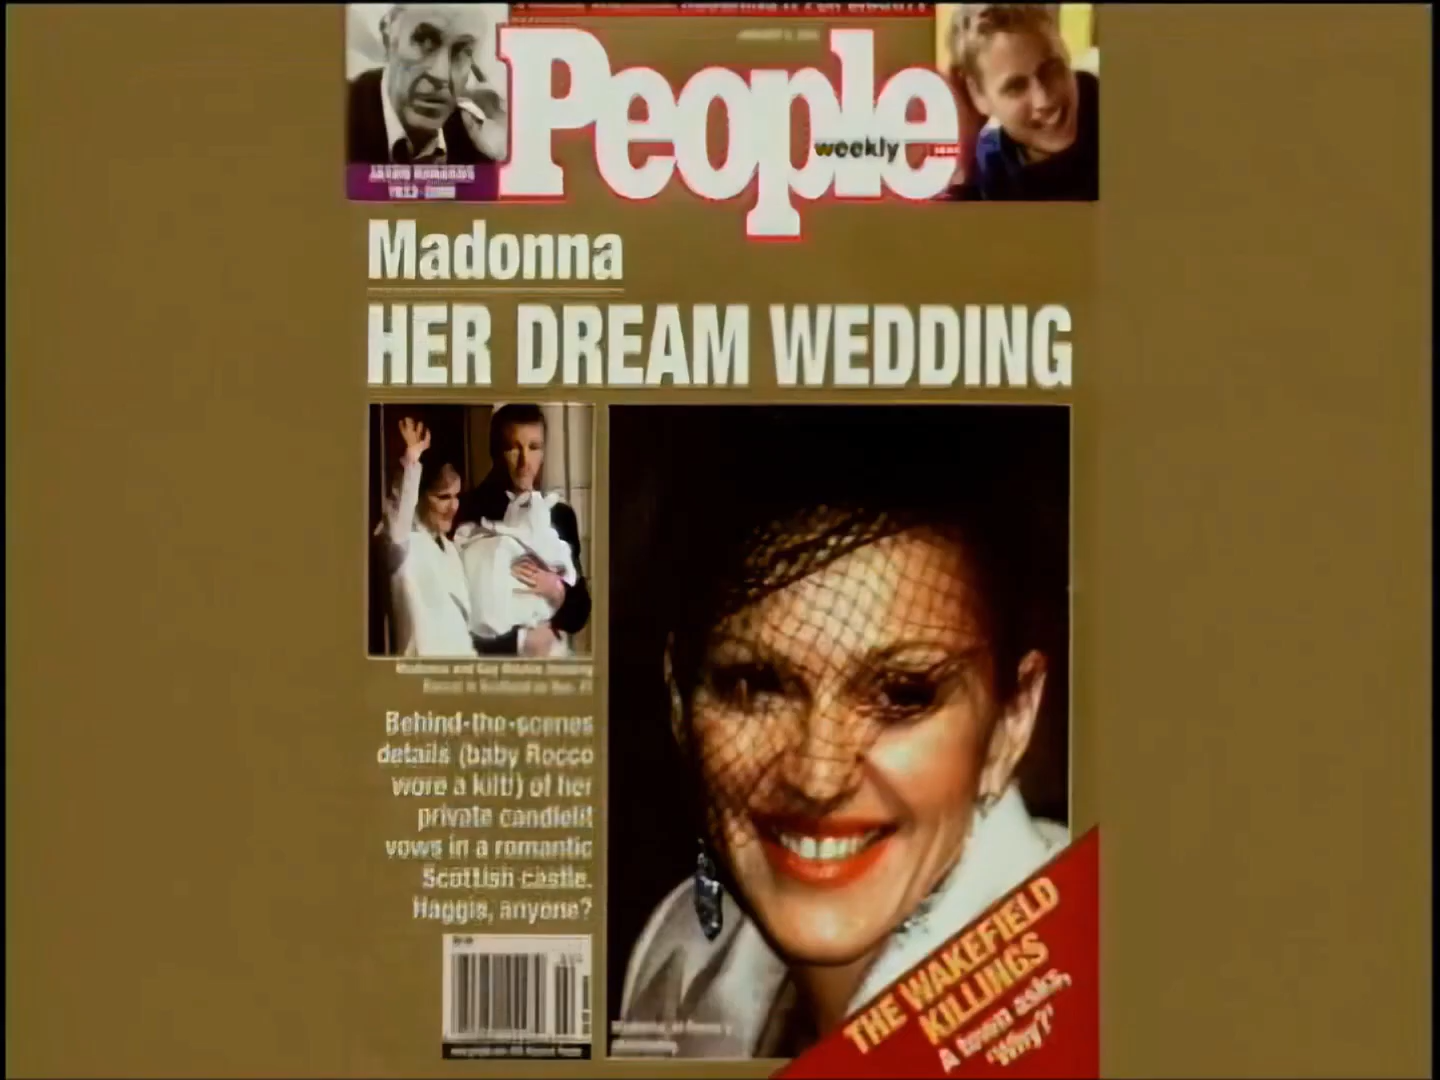 People
weekly
Madonna
HER DREAM WEDDING
Behind-the-scenes
details (baby Rocco
wore a kilt!) of her
private candlelit
vows in a romantic
Scottish castle.
Haggis, anyone?
THE WAKEFIELD
KILLINGS
A town asks,
"Why?"